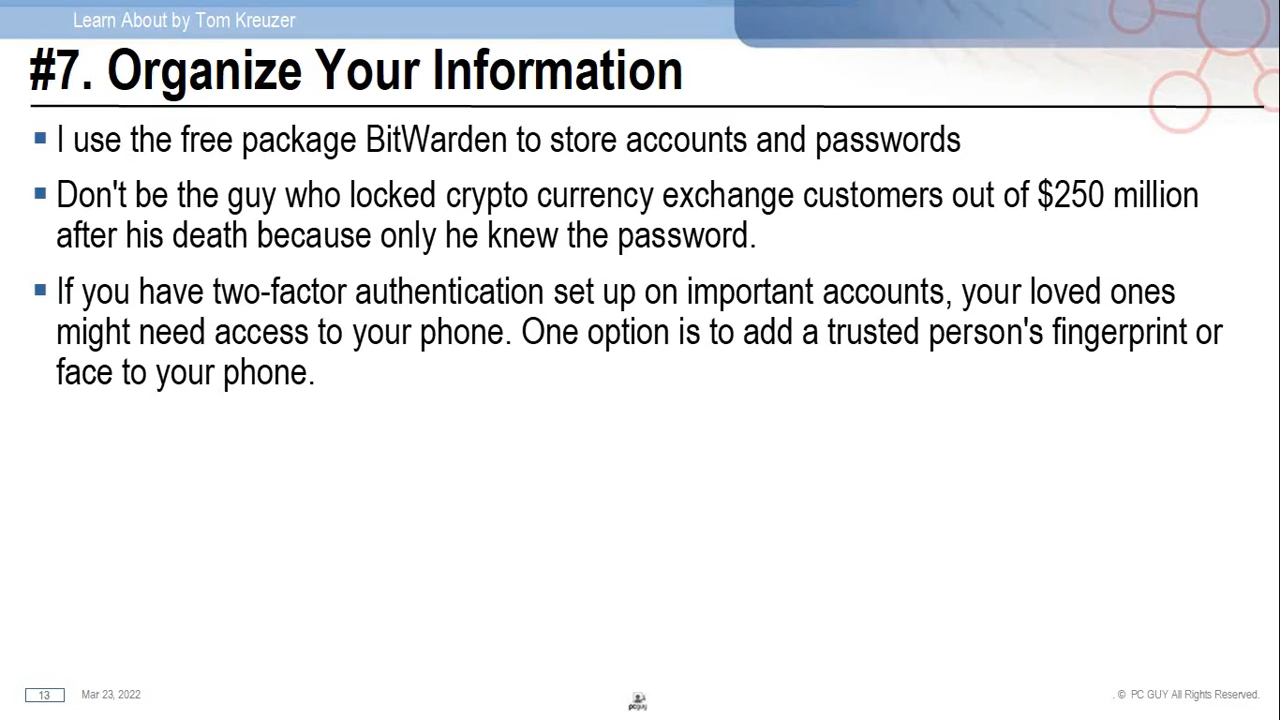 Learn About by Tom Kreuzer
#7. Organize Your Information
I use the free package BitWarden to store accounts and passwords
Don't be the guy who locked crypto currency exchange customers out of $250 million
after his death because only he knew the password.
If you have two-factor authentication set up on important accounts, your loved ones
might need access to your phone. One option is to add a trusted person's fingerprint or
face to your phone.
13 Mar 23, 2022
pcguy
. © PC GUY All Rights Reserved.